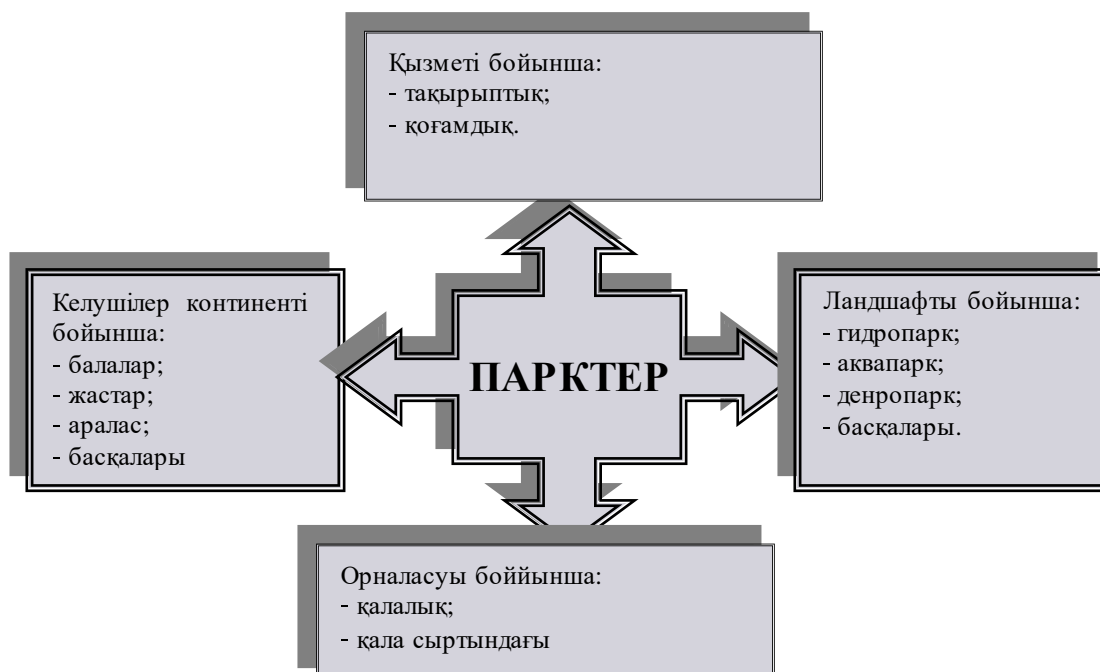 Қызметі бойынша:
- тақырыптық;
- қоғамдық.
Келушілер континенті
бойынша:
- балалар;
- жастар;
- аралас;
- басқалары
ПАРКТЕР
Ландшафты бойынша:
- гидропарк;
- аквапарк;
- денропарк;
- басқалары.
Орналасуы боййынша:
- қалалық;
- қала сыртындағы